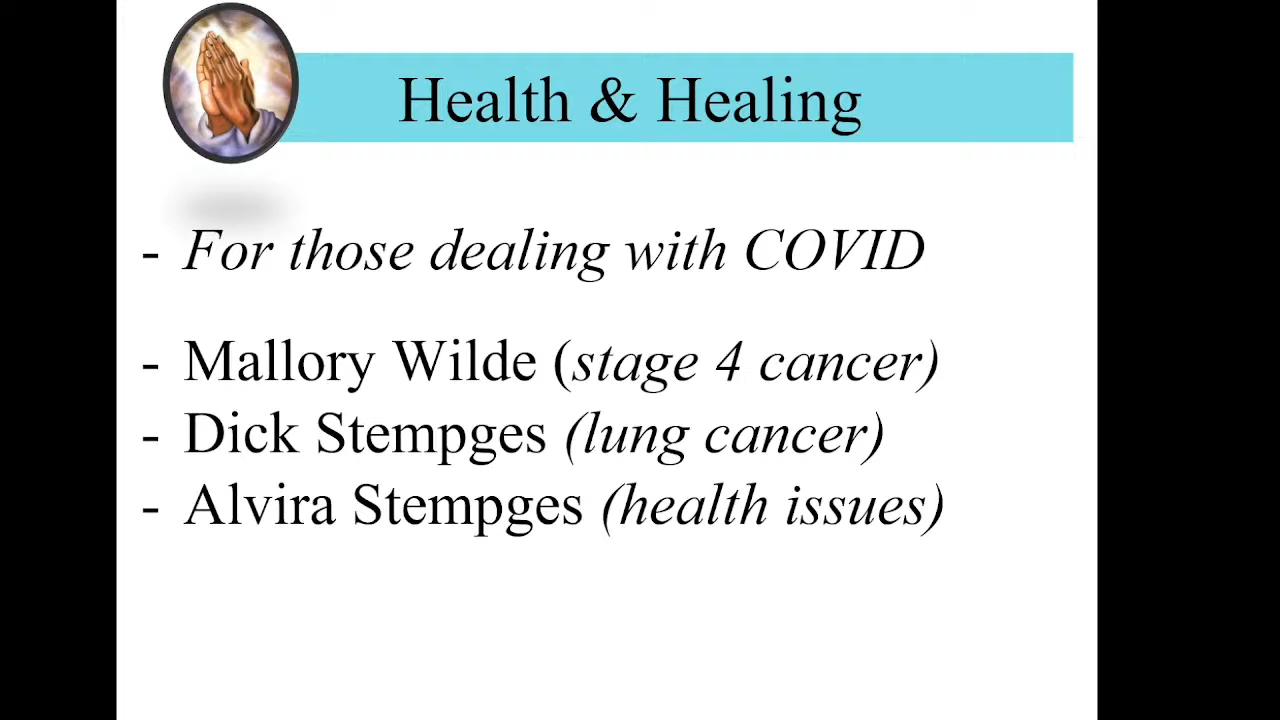 Health & Healing
- For those dealing with COVID
- Mallory Wilde (stage 4 cancer)
- Dick Stempges (lung cancer)
- Alvira Stempges (health issues)